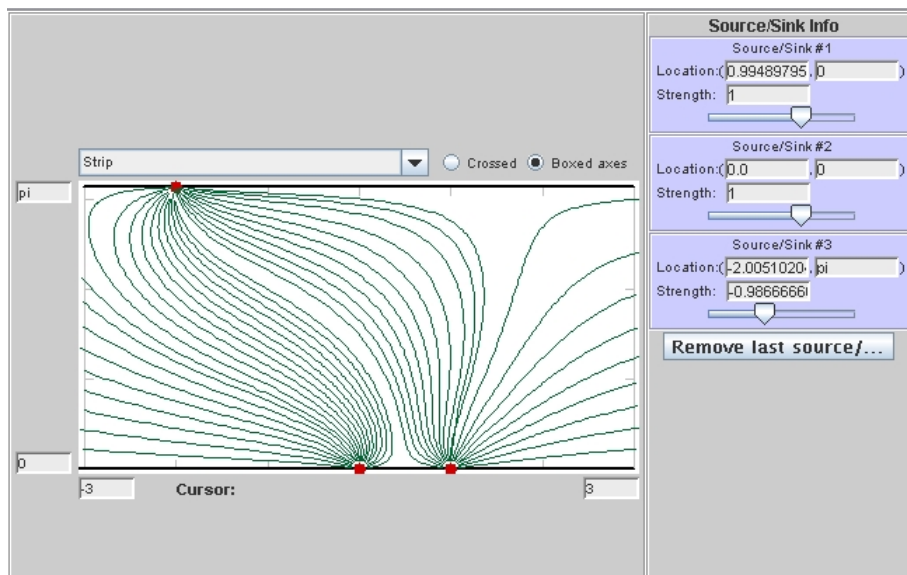 Source/Sink Info
Source/Sink #1
Location:( 0.99489795 , 0 )
Strength: 1
Source/Sink #2
Location:( 0.0 , 0 )
Strength: 1
Source/Sink #3
Location:( -2.0051020 , pi )
Strength: -0.9866666
Remove last source/...
Strip
Crossed Boxed axes
pi
0
-3 Cursor: 3